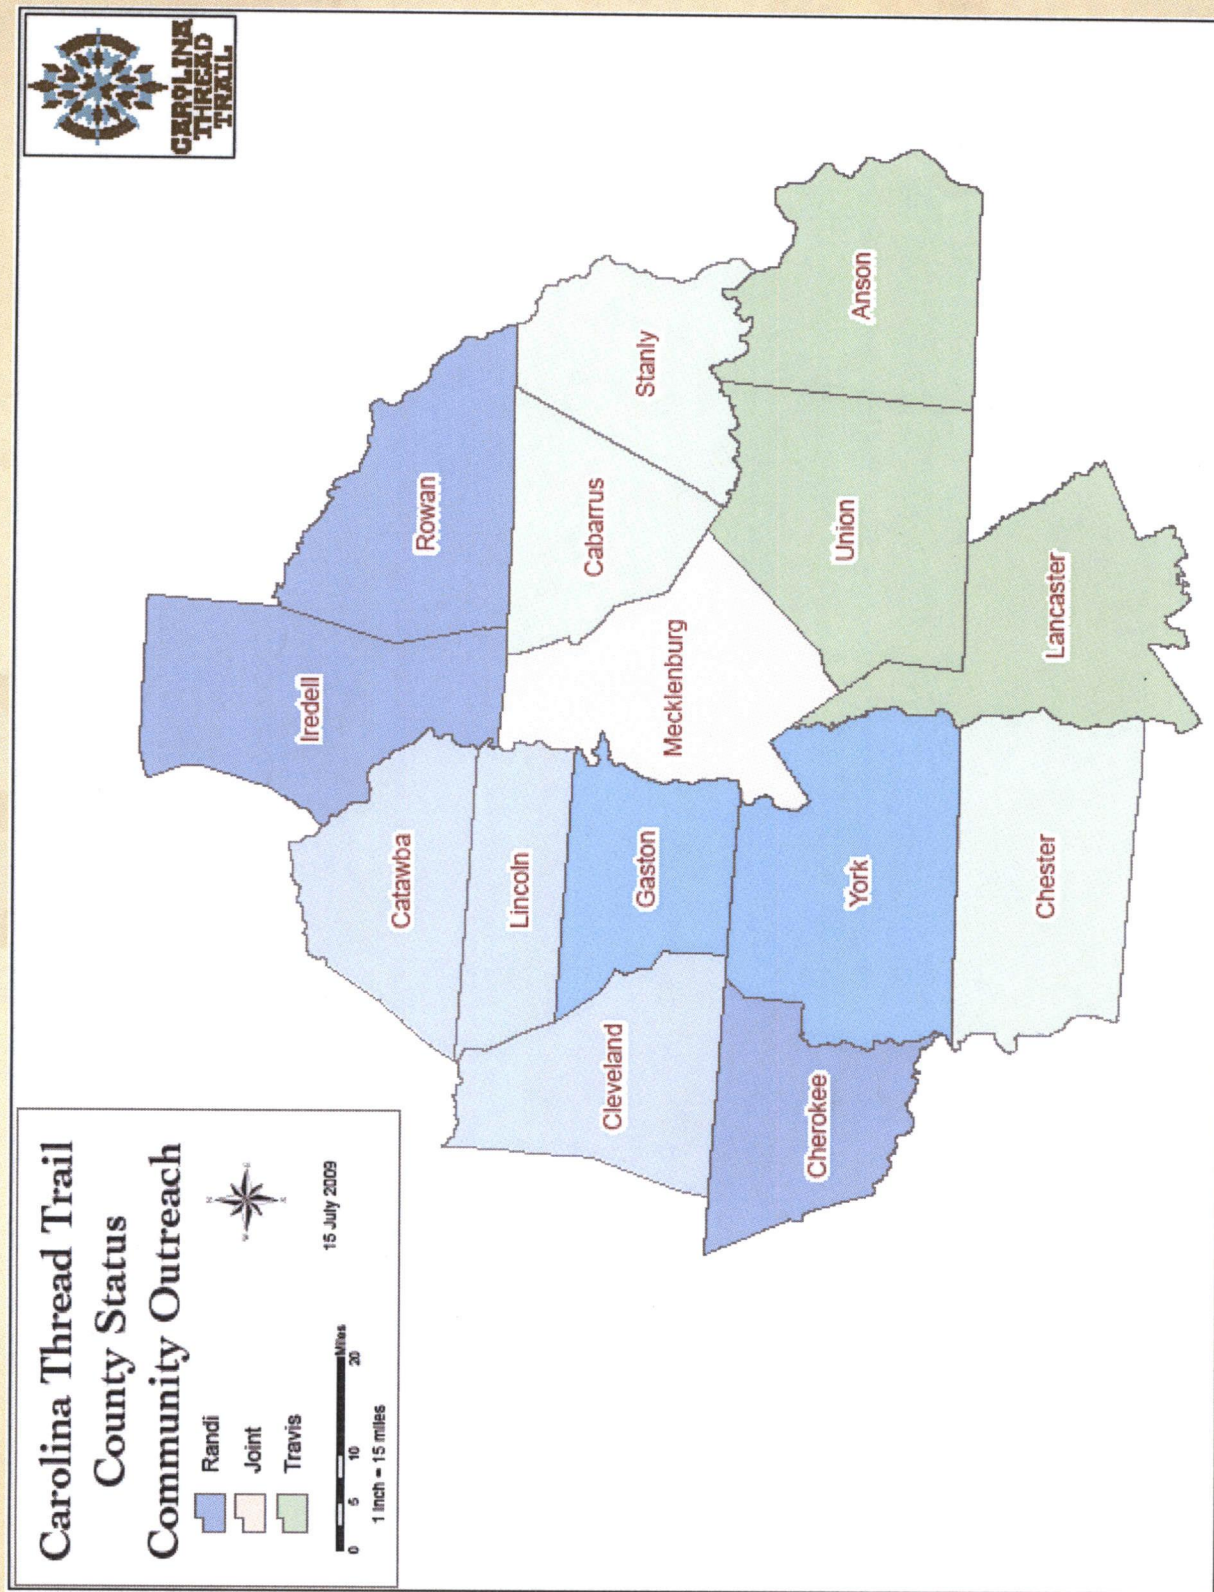 Carolina Thread Trail
County Status
Community Outreach
Randi
Joint
Travis
15 July 2009
0 5 10 20 Miles
1 inch = 15 miles
CAROLINA
THREAD
TRAIL
Iredell
Rowan
Catawba
Lincoln
Cabarrus
Stanly
Cleveland
Gaston
Mecklenburg
Cherokee
York
Union
Anson
Chester
Lancaster